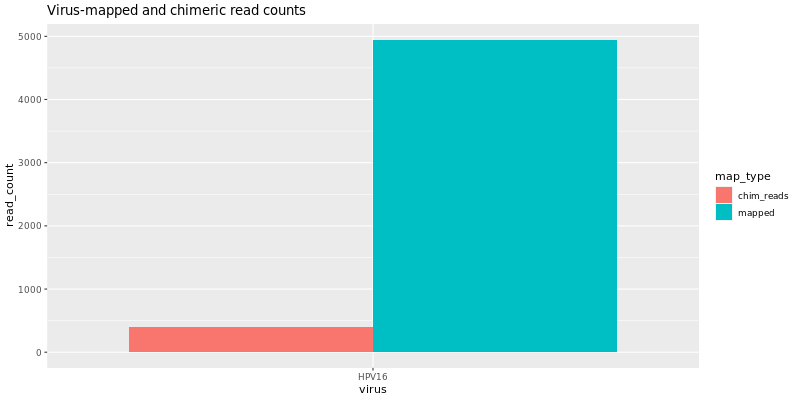 Virus-mapped and chimeric read counts
5000
4000
3000
2000
1000
0
read_count
HPV16
virus
map_type
chim_reads
mapped